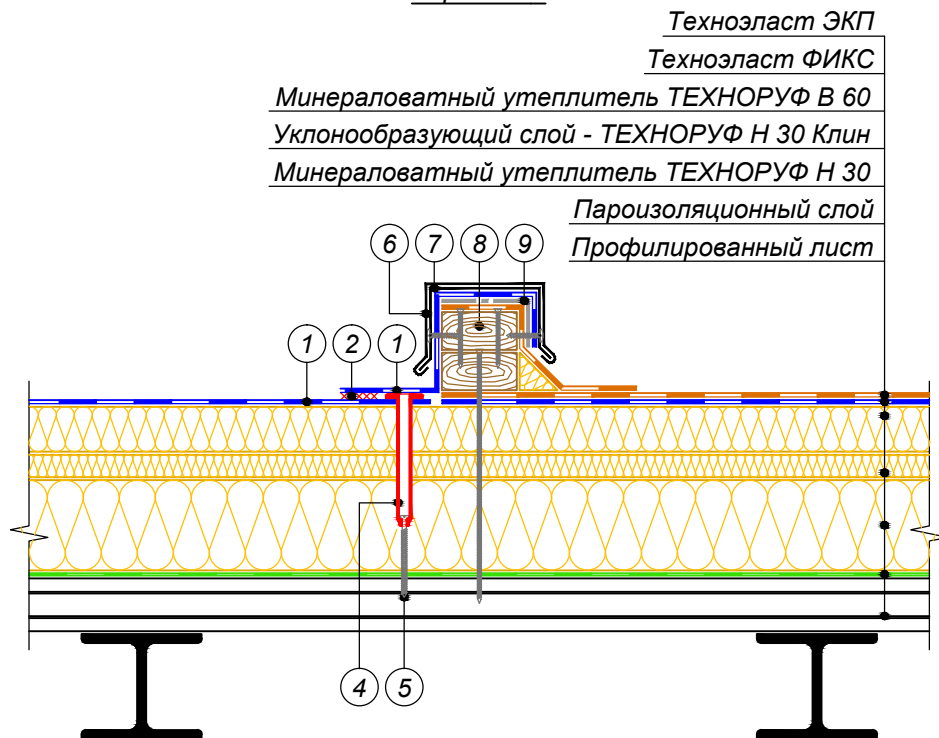 Техноэласт ЭКП
Техноэласт ФИКС
Минераловатный утеплитель ТЕХНОРУФ В 60
Уклонообразующий слой - ТЕХНОРУФ Н 30 Клин
Минераловатный утеплитель ТЕХНОРУФ Н 30
Пароизоляционный слой
Профилированный лист
6 7 8 9
1 2 1
4 5